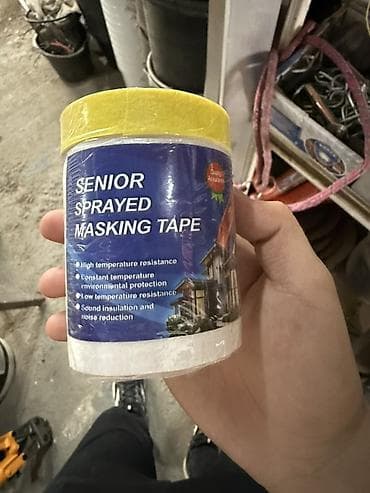 SENIOR
SPRAYED
MASKING TAPE
High temperature resistance
Constant temperature
environmental protection
Low temperature resistance
Sound insulation and
noise reduction